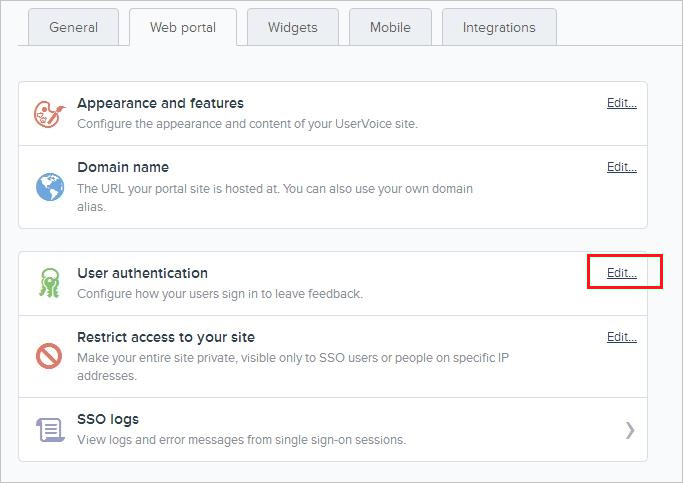 General
Web portal
Widgets
Mobile
Integrations
Appearance and features
Edit...
Configure the appearance and content of your UserVoice site.
Domain name
Edit...
The URL your portal site is hosted at. You can also use your own domain
alias.
User authentication
Edit...
Configure how your users sign in to leave feedback.
Restrict access to your site
Edit...
Make your entire site private, visible only to SSO users or people on specific IP
addresses.
SSO logs
View logs and error messages from single sign-on sessions.